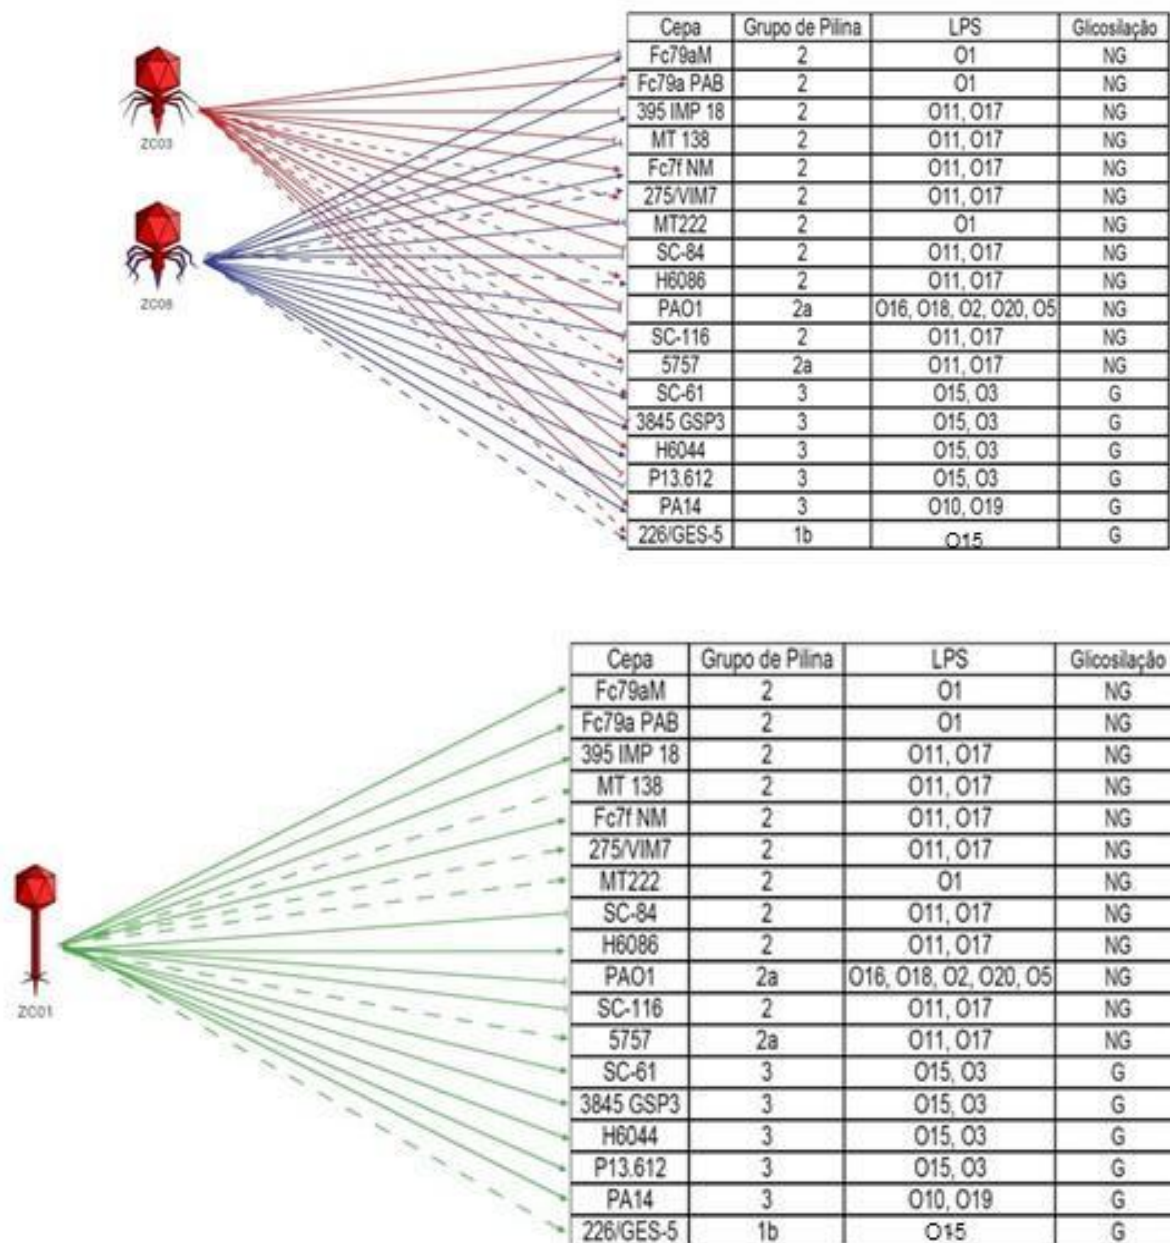 Cepa Grupo de Pilina LPS Glicosilação
Fc79aM 2 O1 NG
Fc79a PAB 2 O1 NG
395 IMP 18 2 O11, O17 NG
MT 138 2 O11, O17 NG
Fc7f NM 2 O11, O17 NG
275/VIM7 2 O11, O17 NG
MT222 2 O1 NG
SC-84 2 O11, O17 NG
H6086 2 O11, O17 NG
PAO1 2a O16, O18, O2, O20, O5 NG
SC-116 2 O11, O17 NG
5757 2a O11, O17 NG
SC-61 3 O15, O3 G
3845 GSP3 3 O15, O3 G
H6044 3 O15, O3 G
P13.612 3 O15, O3 G
PA14 3 O10, O19 G
226/GES-5 1b O15 G
ZC03
ZC08
Cepa Grupo de Pilina LPS Glicosilação
Fc79aM 2 O1 NG
Fc79a PAB 2 O1 NG
395 IMP 18 2 O11, O17 NG
MT 138 2 O11, O17 NG
Fc7f NM 2 O11, O17 NG
275/VIM7 2 O11, O17 NG
MT222 2 O1 NG
SC-84 2 O11, O17 NG
H6086 2 O11, O17 NG
PAO1 2a O16, O18, O2, O20, O5 NG
SC-116 2 O11, O17 NG
5757 2a O11, O17 NG
SC-61 3 O15, O3 G
3845 GSP3 3 O15, O3 G
H6044 3 O15, O3 G
P13.612 3 O15, O3 G
PA14 3 O10, O19 G
226/GES-5 1b O15 G
ZC01